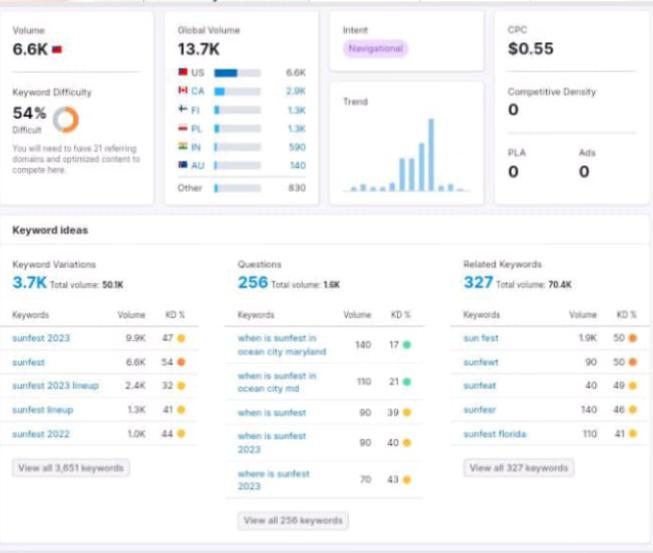 Volume
6.6K
Keyword Difficulty
54%
Difficult
You will need to have 21 referring
domains and optimized content to
compete here.
Global Volume
13.7K
US 6.6K
CA 2.9K
FI 1.3K
PL 1.3K
IN 590
AU 140
Other 830
Intent
Navigational
Trend
CPC
$0.55
Competitive Density
0
PLA Ads
0 0
Keyword ideas
Keyword Variations
3.7K Total volume: 50.1K
Keywords Volume KD %
sunfest 2023 9.9K 47
sunfest 6.6K 54
sunfest 2023 lineup 2.4K 32
sunfest lineup 1.3K 41
sunfest 2022 1.0K 44
View all 3,651 keywords
Questions
256 Total volume: 1.6K
Keywords Volume KD %
when is sunfest in
ocean city maryland 140 17
when is sunfest in
ocean city md 110 21
when is sunfest 90 39
when is sunfest
2023 90 40
where is sunfest
2023 70 43
View all 256 keywords
Related Keywords
327 Total volume: 70.4K
Keywords Volume KD %
sun fest 1.9K 50
sunfewt 90 50
sunfeat 40 49
sunfesr 140 46
sunfest florida 110 41
View all 327 keywords